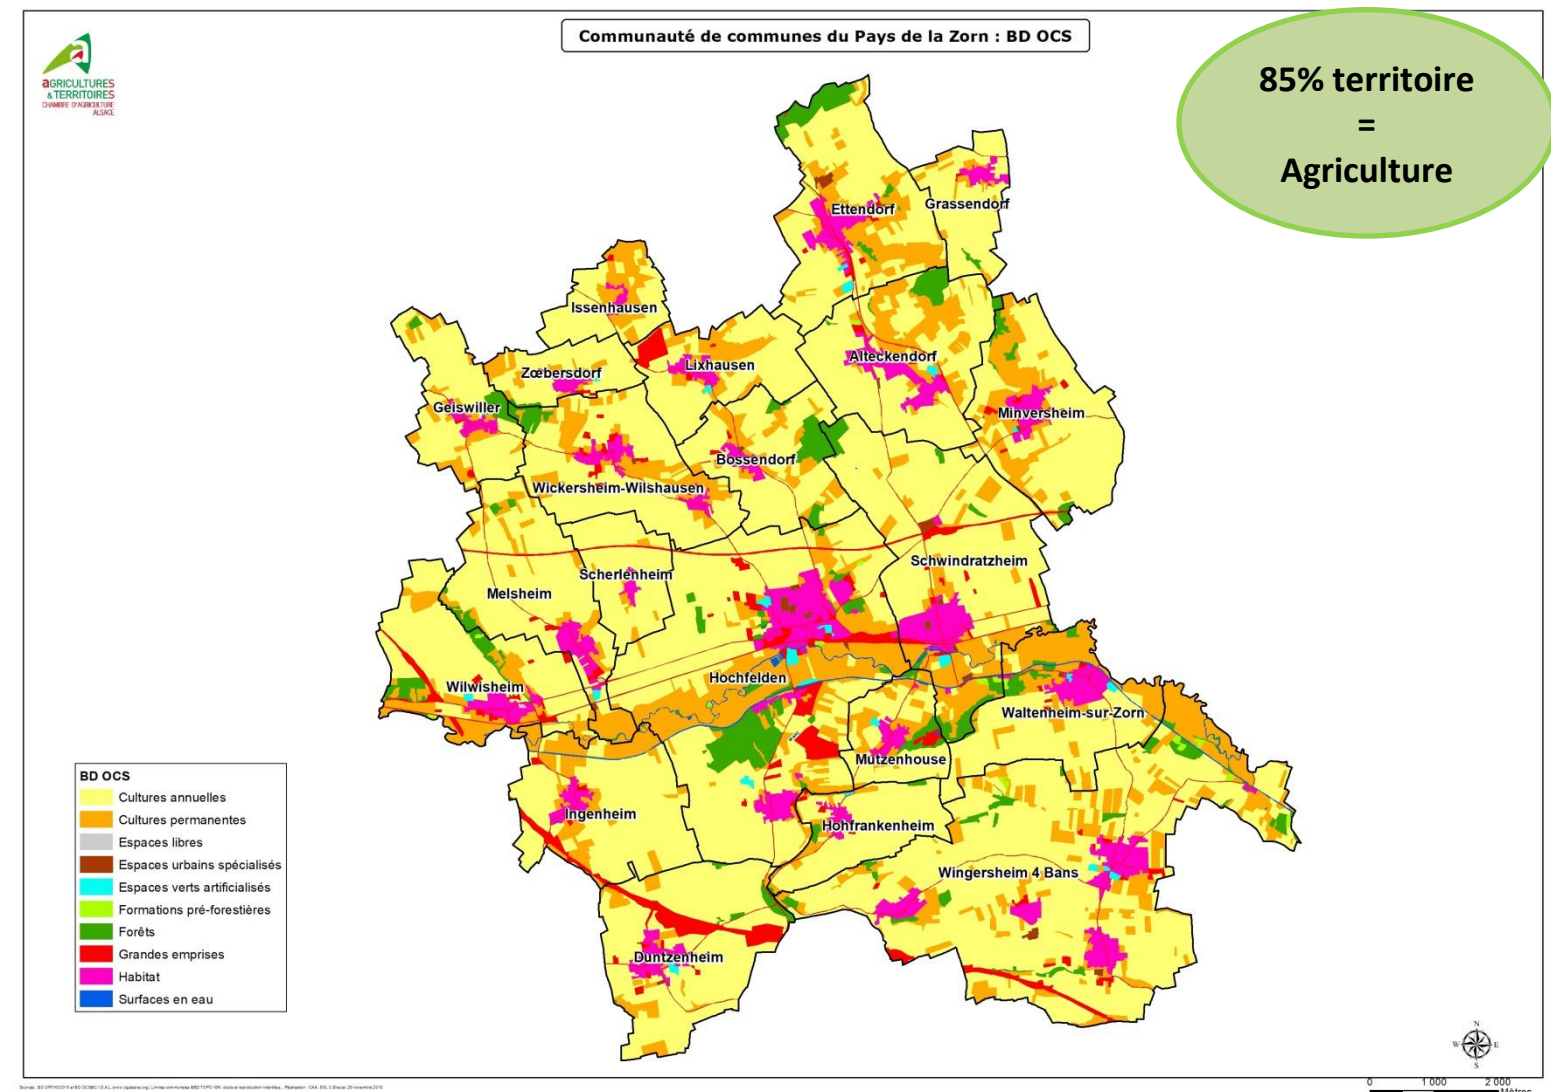 Communauté de communes du Pays de la Zorn : BD OCS
aGRICULTURES
& TERRITOIRES
CHAMBRE D'AGRICULTURE
ALSACE
85% territoire
=
Agriculture
Ettendorf
Grassendorf
Issenhausen
Zœbersdorf
Lixhausen
Alteckendorf
Geiswiller
Minversheim
Bossendorf
Wickersheim-Wilshausen
Schwindratzheim
Scherlenheim
Melsheim
Hochfelden
Wilwisheim
Waltenheim-sur-Zorn
Mutzenhouse
Ingenheim
Hohfrankenheim
Wingersheim 4 Bans
Duntzenheim
BD OCS
Cultures annuelles
Cultures permanentes
Espaces libres
Espaces urbains spécialisés
Espaces verts artificialisés
Formations pré-forestières
Forêts
Grandes emprises
Habitat
Surfaces en eau
N
W E
S
0 1 000 2 000
Mètres